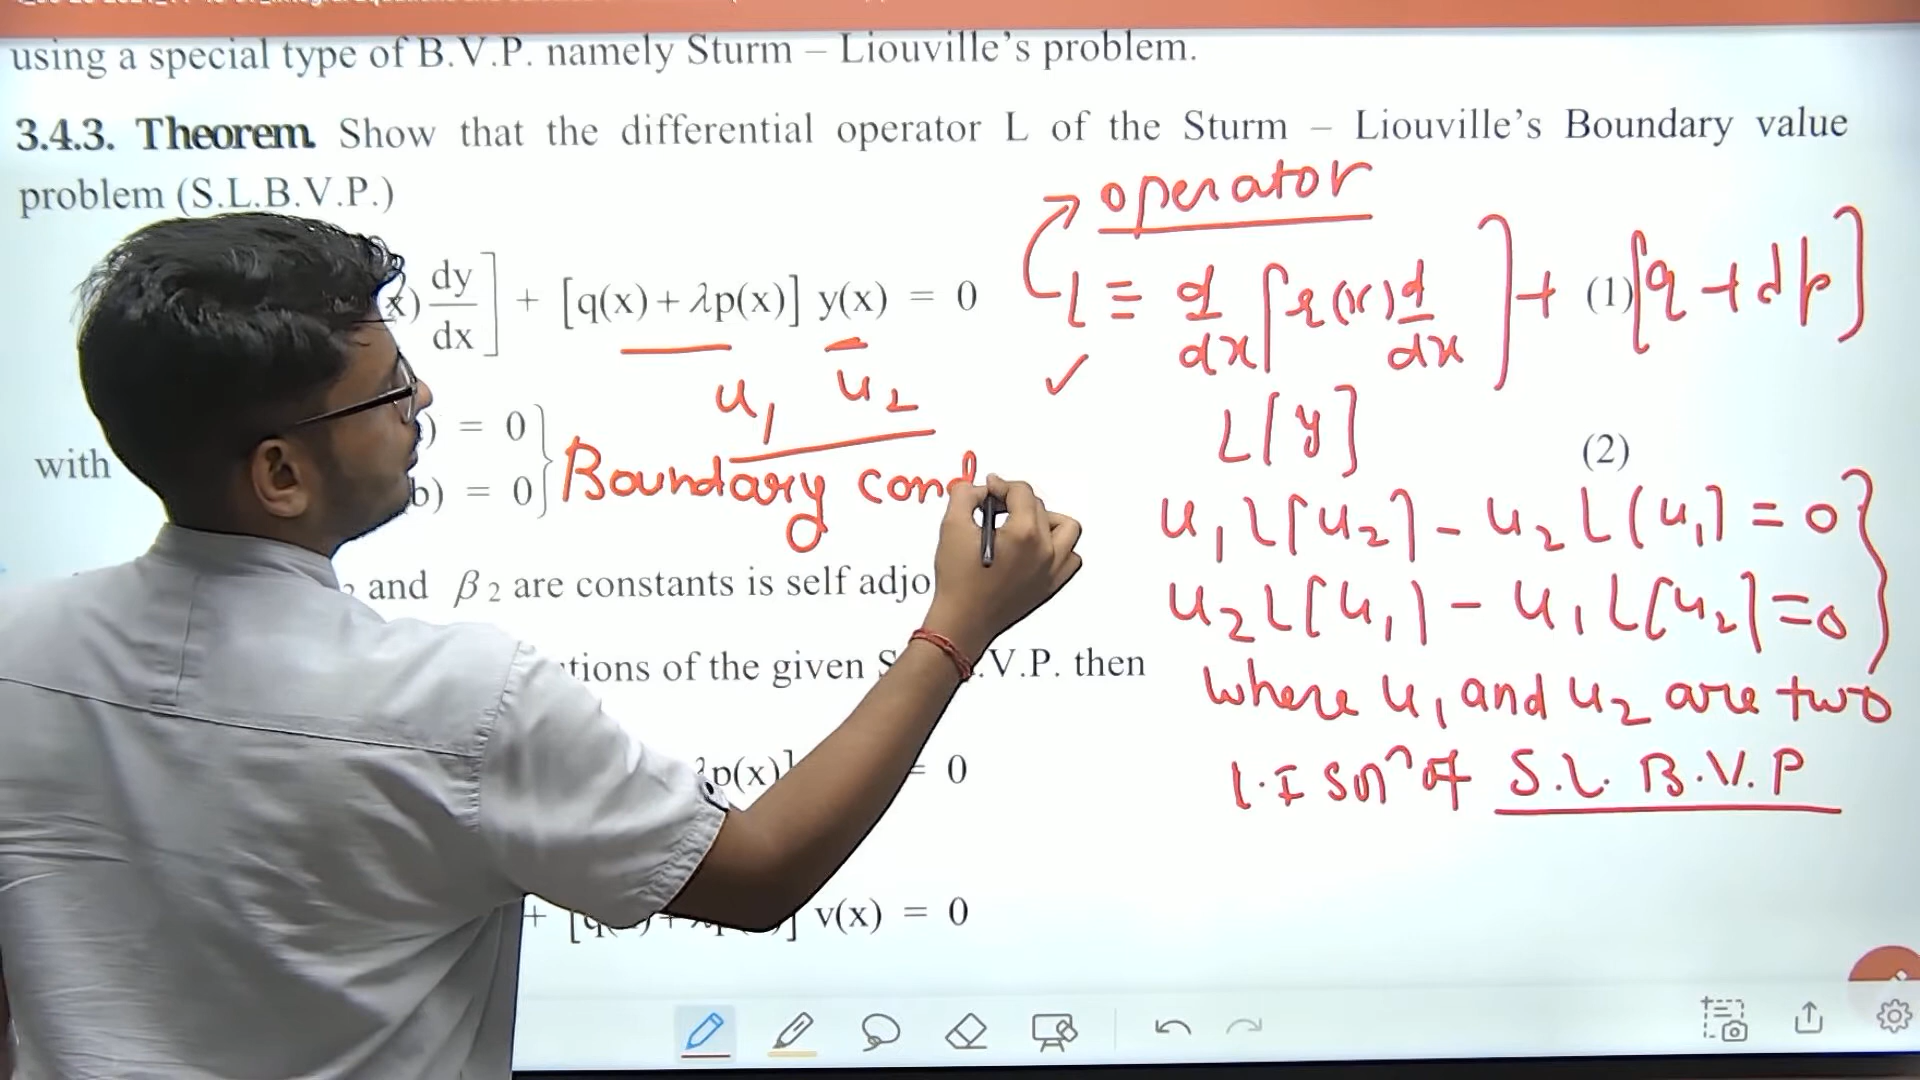 using a special type of B.V.P. namely Sturm – Liouville's problem.
3.4.3. Theorem. Show that the differential operator L of the Sturm – Liouville's Boundary value
problem (S.L.B.V.P.)
operator
x) dy/dx ] + [q(x) + λp(x)] y(x) = 0 (1)
L ≡ d/dx [ r(x) d/dx ] + [q + λp]
✓
u₁ u₂
L[y]
with ) = 0
b) = 0
} Boundary cond
(2)
u₁ L[u₂] - u₂ L[u₁] = 0
u₂ L[u₁] - u₁ L[u₂] = 0 }
₂ and β₂ are constants is self adjo
tions of the given S .V.P. then
where u₁ and u₂ are two
L.I solⁿ of S.L. B.V.P
λp(x)] = 0
+ [q(x) + λp(x)] v(x) = 0